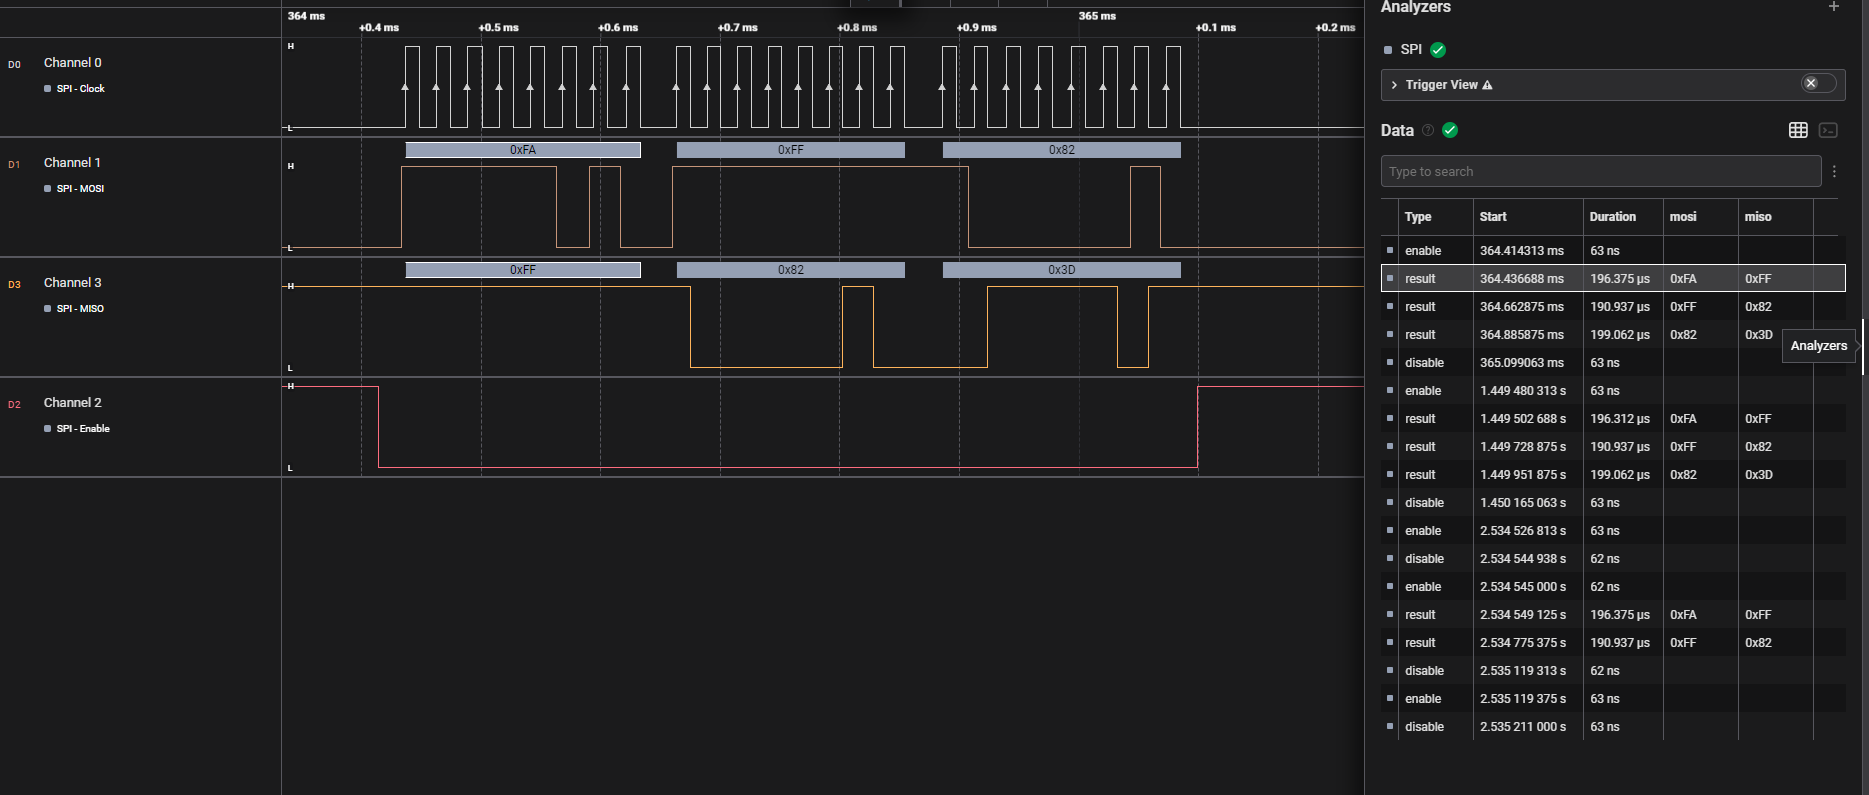 364 ms
365 ms
+0.4 ms
+0.5 ms
+0.6 ms
+0.7 ms
+0.8 ms
+0.9 ms
+0.1 ms
+0.2 ms
D0 Channel 0
SPI - Clock
H
L
D1 Channel 1
SPI - MOSI
H
L
0xFA 0xFF 0x82
D3 Channel 3
SPI - MISO
H
L
0xFF 0x82 0x3D
D2 Channel 2
SPI - Enable
H
L
Analyzers
SPI
Trigger View
Data
Type to search
Type Start Duration mosi miso
enable 364.414313 ms 63 ns
result 364.436688 ms 196.375 µs 0xFA 0xFF
result 364.662875 ms 190.937 µs 0xFF 0x82
result 364.885875 ms 199.062 µs 0x82 0x3D
Analyzers
disable 365.099063 ms 63 ns
enable 1.449 480 313 s 63 ns
result 1.449 502 688 s 196.312 µs 0xFA 0xFF
result 1.449 728 875 s 190.937 µs 0xFF 0x82
result 1.449 951 875 s 199.062 µs 0x82 0x3D
disable 1.450 165 063 s 63 ns
enable 2.534 526 813 s 63 ns
disable 2.534 544 938 s 62 ns
enable 2.534 545 000 s 62 ns
result 2.534 549 125 s 196.375 µs 0xFA 0xFF
result 2.534 775 375 s 190.937 µs 0xFF 0x82
disable 2.535 119 313 s 62 ns
enable 2.535 119 375 s 63 ns
disable 2.535 211 000 s 63 ns